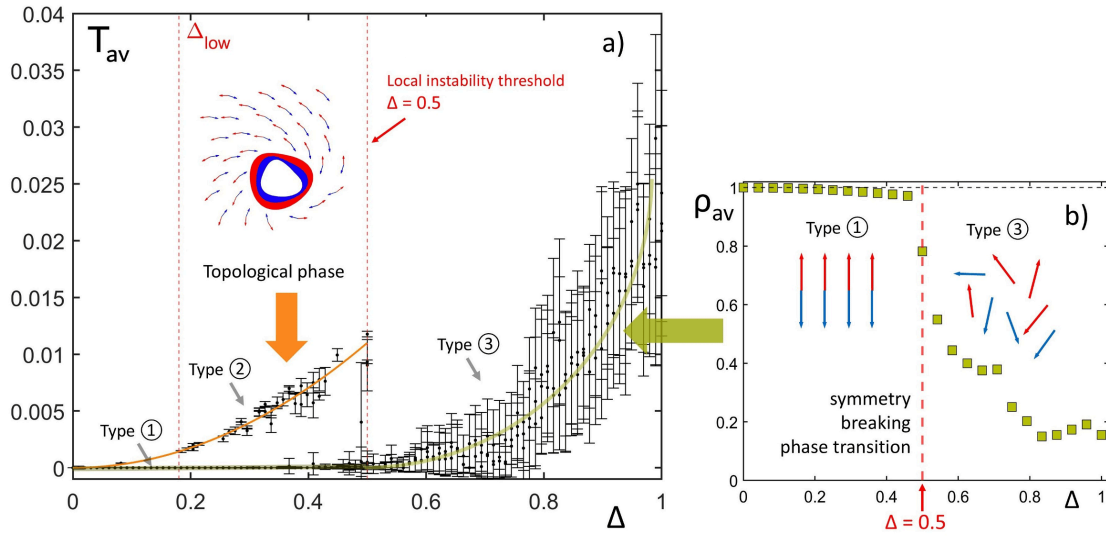 T_av
a)
0.04
0.035
0.03
0.025
0.02
0.015
0.01
0.005
0
Δ_low
Local instability threshold
Δ = 0.5
Topological phase
Type ①
Type ②
Type ③
0
0.2
0.4
0.6
0.8
1
Δ
ρ_av
b)
1
0.8
0.6
0.4
0.2
0
Type ①
Type ③
symmetry
breaking
phase transition
0
0.2
0.4
0.6
0.8
1
Δ
Δ = 0.5